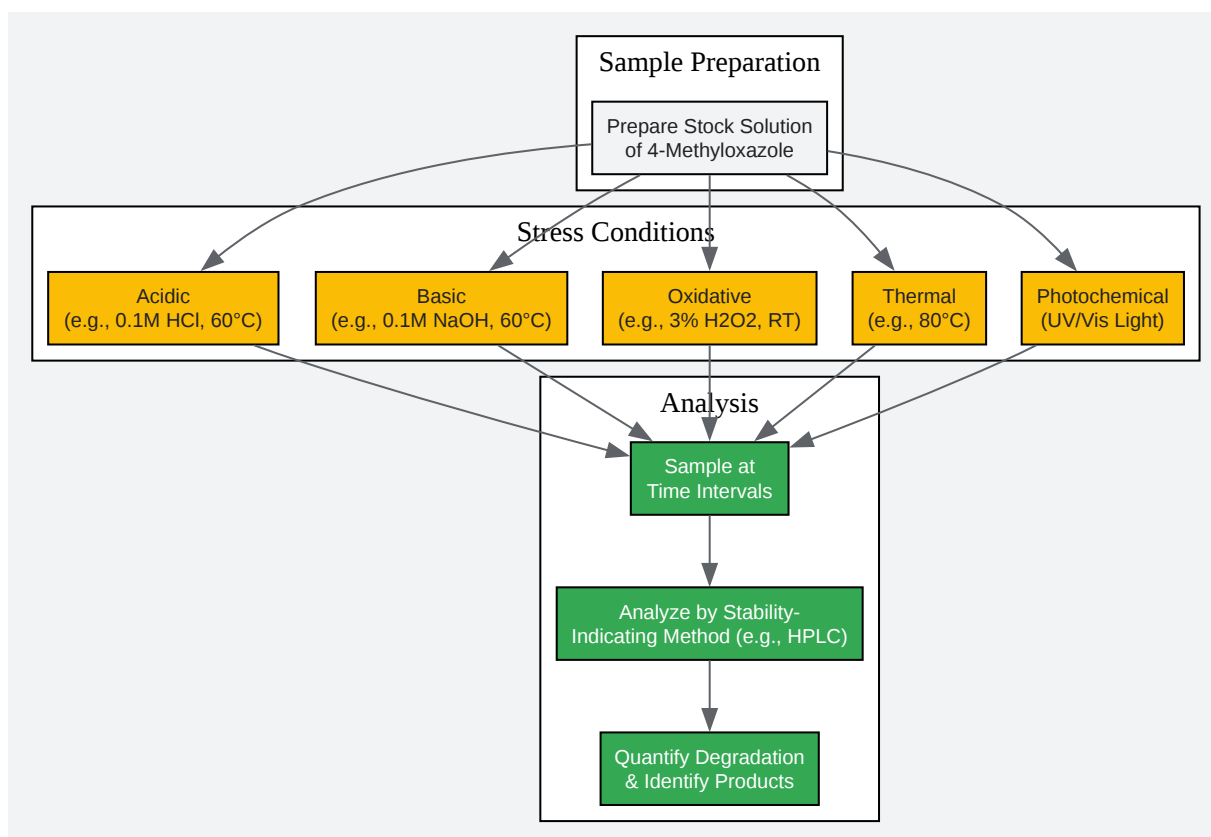 Sample Preparation
Prepare Stock Solution
of 4-Methyloxazole
Stress Conditions
Acidic
(e.g., 0.1M HCl, 60°C)
Basic
(e.g., 0.1M NaOH, 60°C)
Oxidative
(e.g., 3% H2O2, RT)
Thermal
(e.g., 80°C)
Photochemical
(UV/Vis Light)
Analysis
Sample at
Time Intervals
Analyze by Stability-
Indicating Method (e.g., HPLC)
Quantify Degradation
& Identify Products